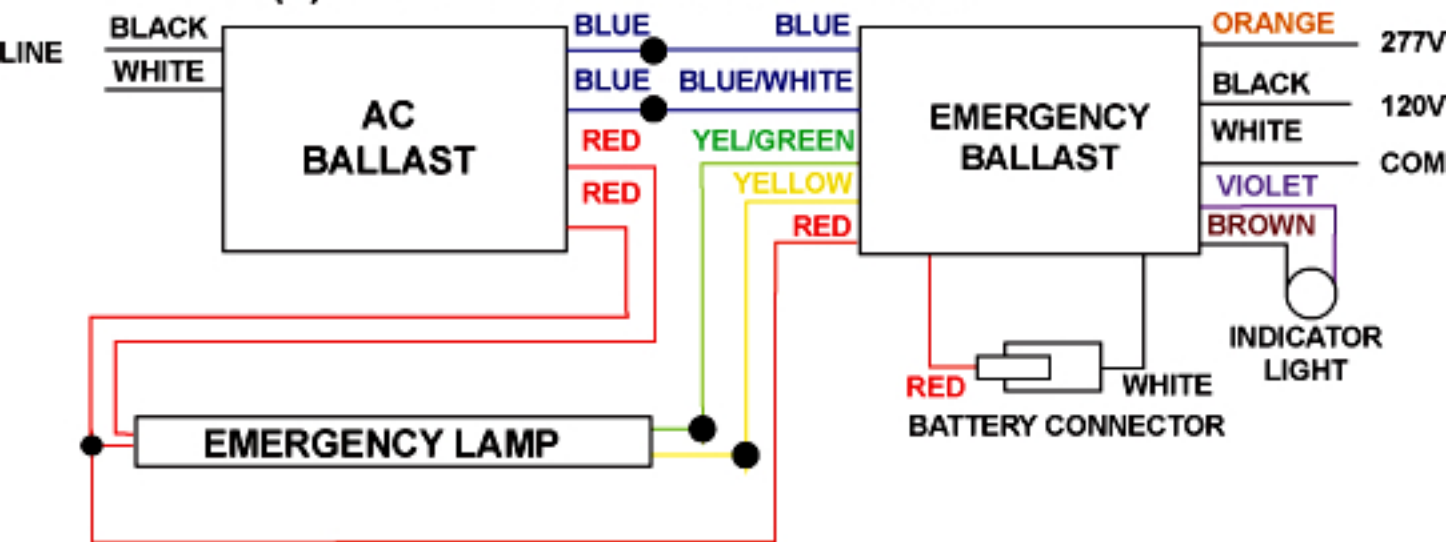 BLACK
LINE
WHITE
AC
BALLAST
BLUE
BLUE
BLUE
BLUE/WHITE
RED
YEL/GREEN
RED
YELLOW
RED
EMERGENCY
BALLAST
ORANGE
277V
BLACK
120V
WHITE
COM
VIOLET
BROWN
INDICATOR
LIGHT
RED
WHITE
BATTERY CONNECTOR
EMERGENCY LAMP